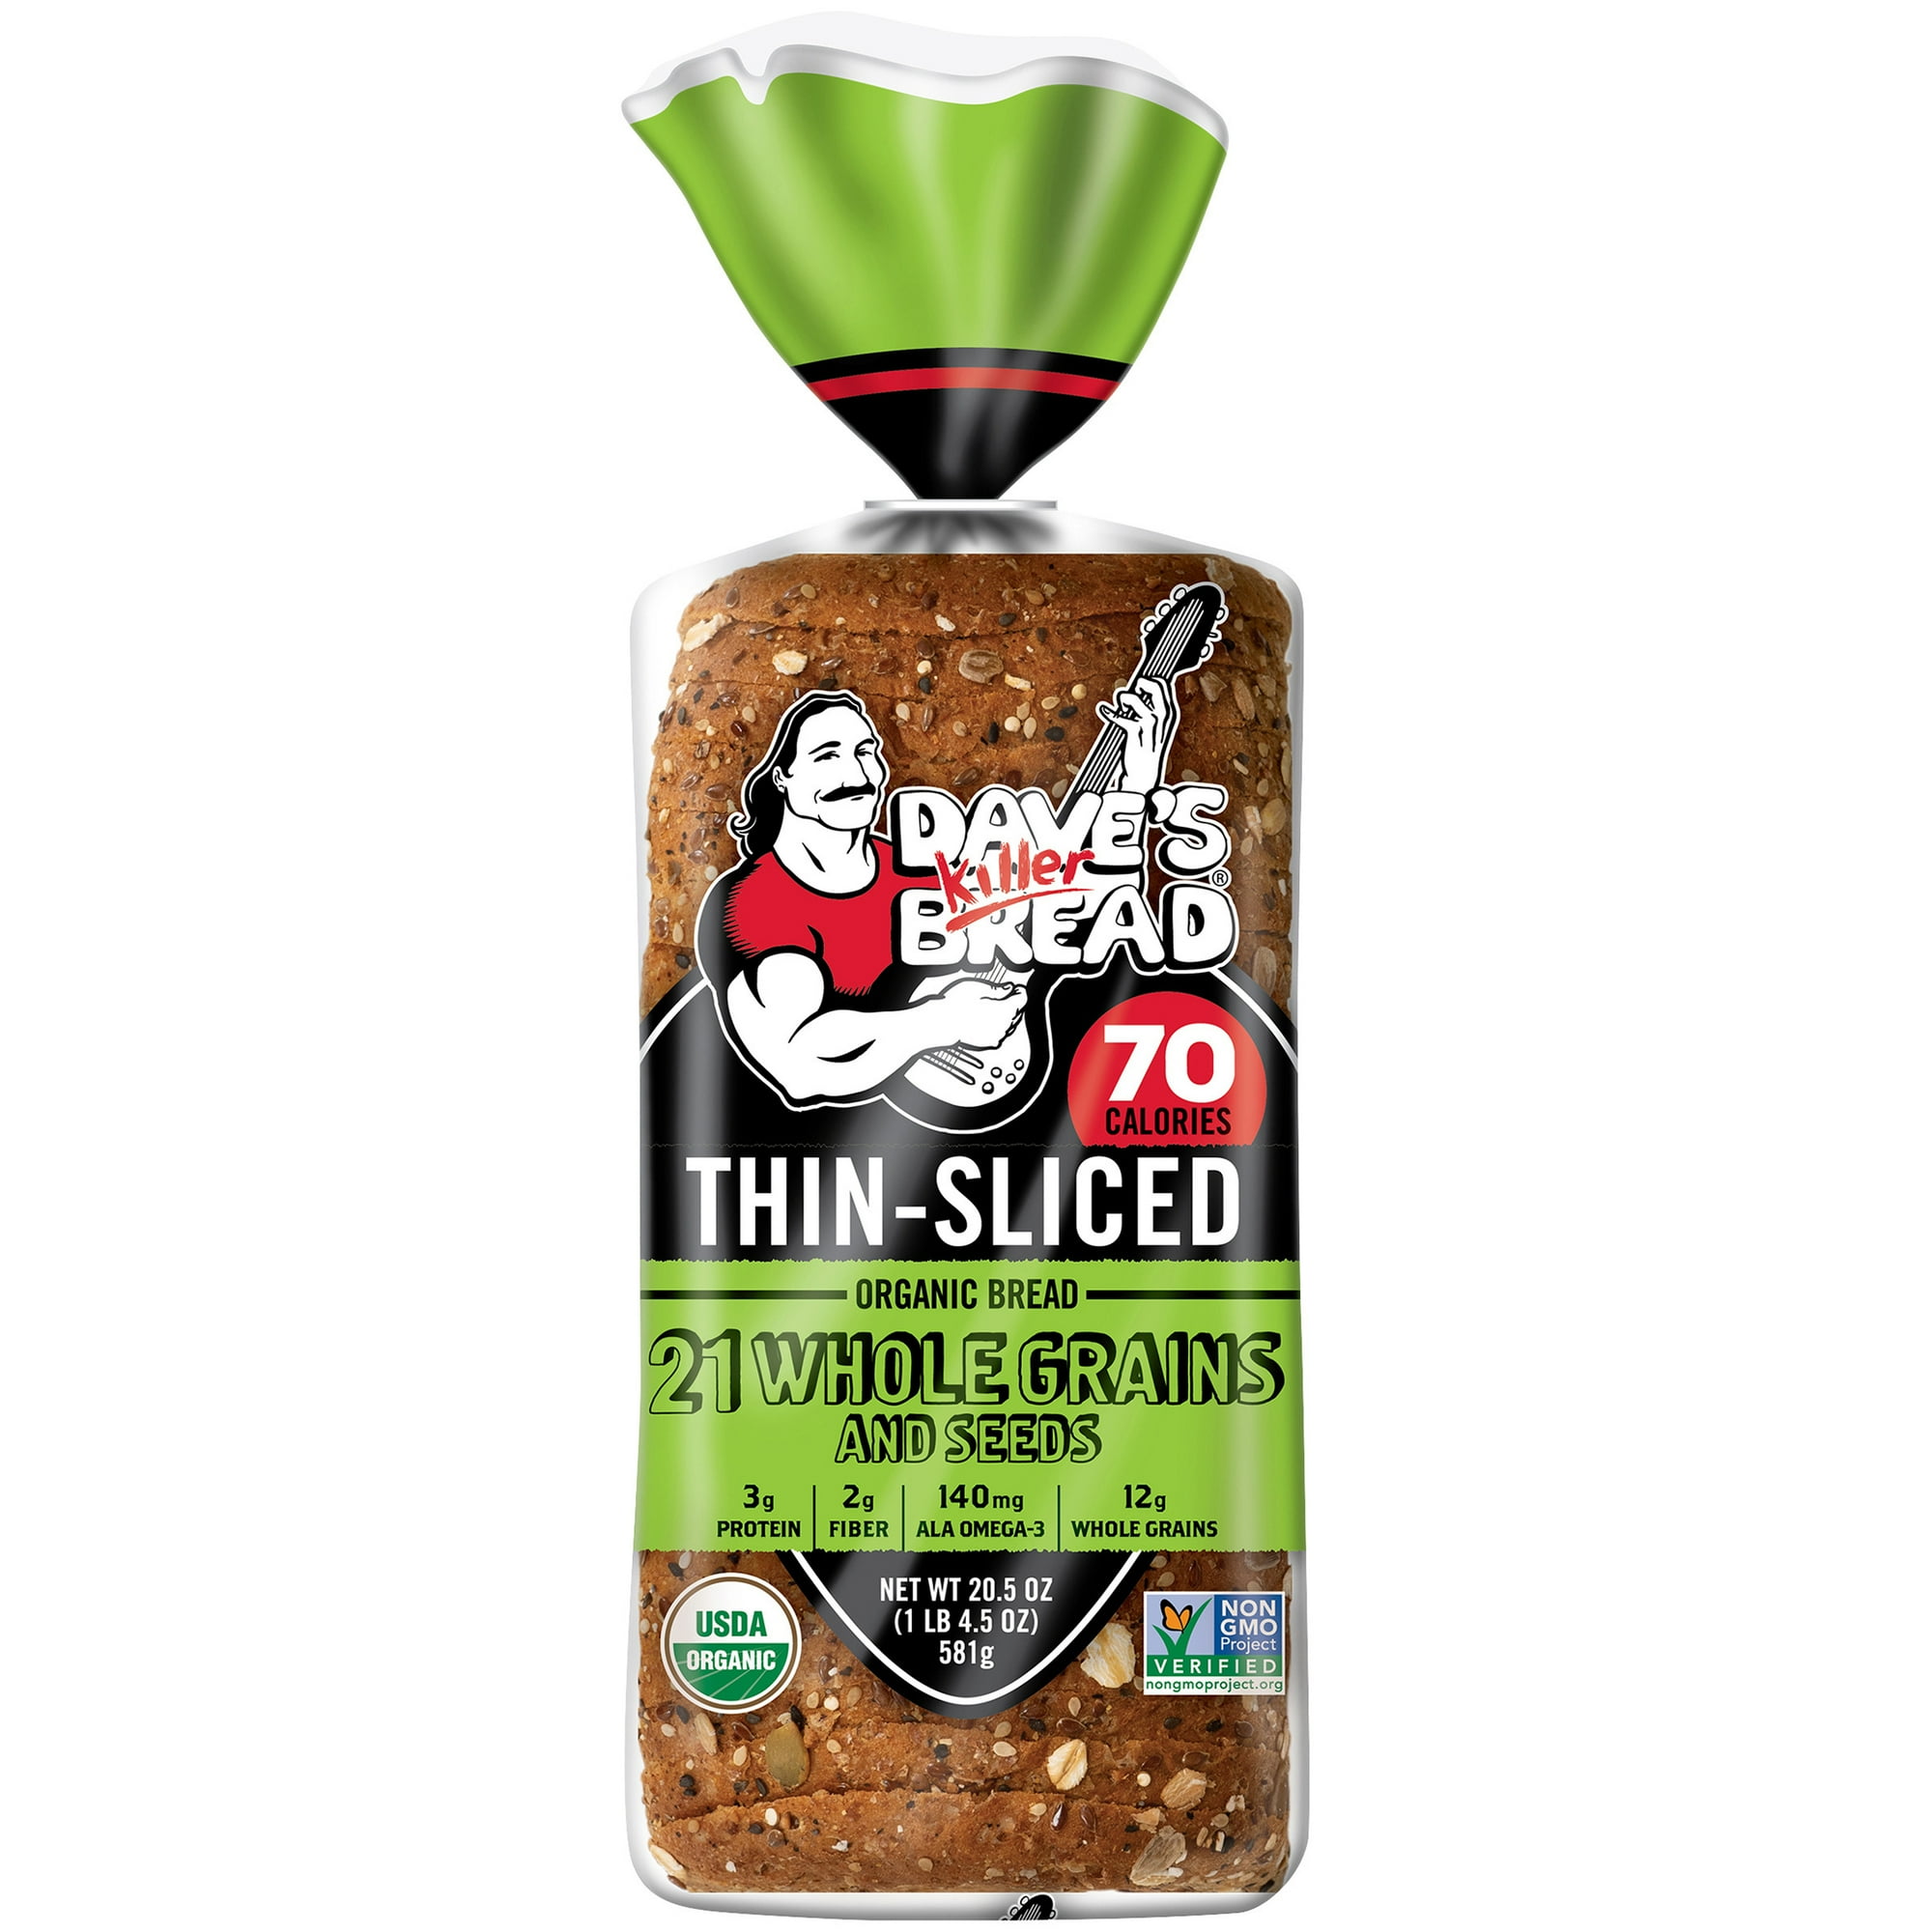 DAVE'S
Killer
BREAD®
70
CALORIES
THIN-SLICED
ORGANIC BREAD
21 WHOLE GRAINS
AND SEEDS
3g PROTEIN
2g FIBER
140mg ALA OMEGA-3
12g WHOLE GRAINS
NET WT 20.5 OZ
(1 LB 4.5 OZ)
581g
USDA
ORGANIC
NON
GMO
Project
VERIFIED
nongmoproject.org